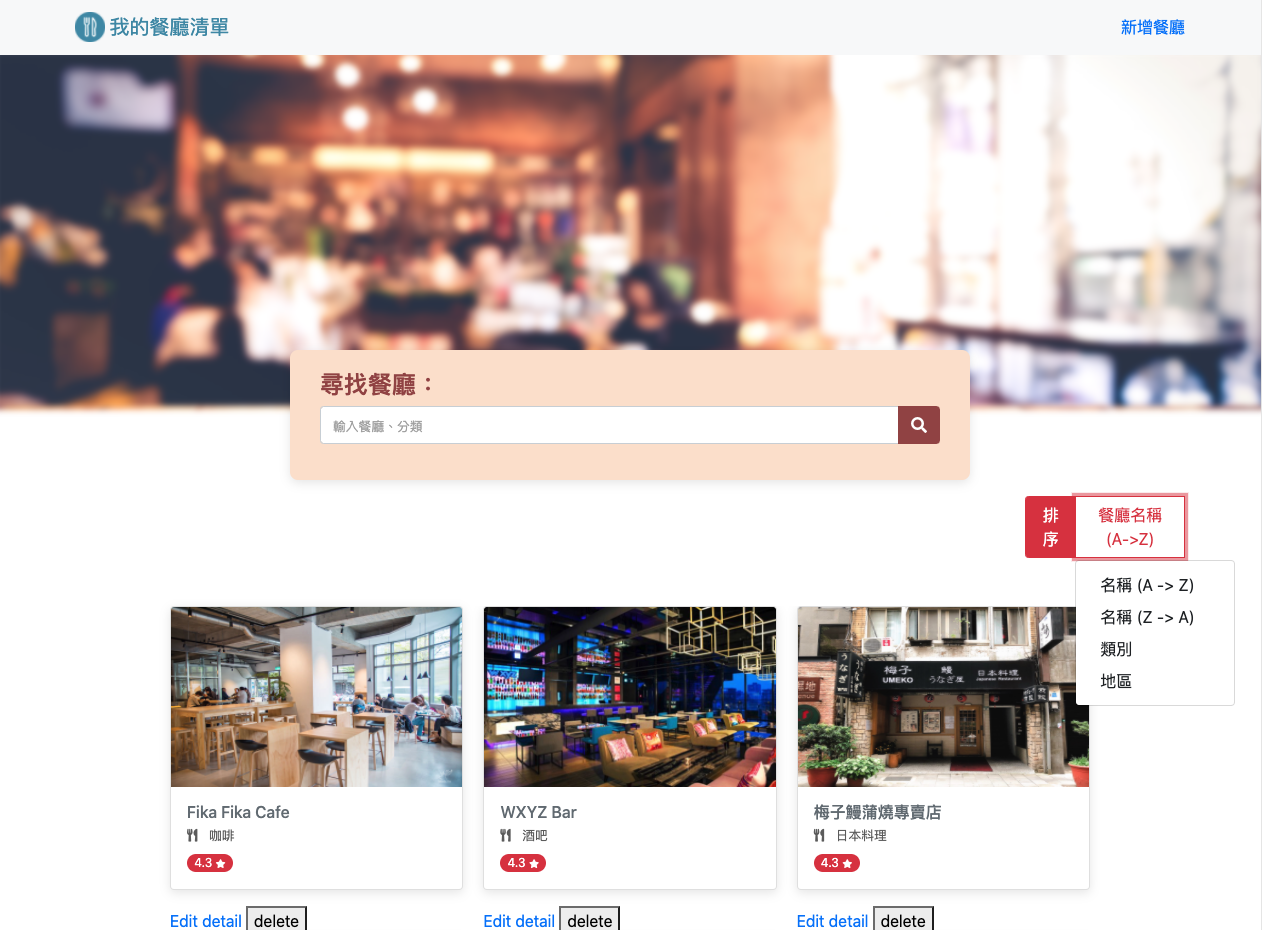 我的餐廳清單
新增餐廳
尋找餐廳：
輸入餐廳、分類
排序
餐廳名稱
(A->Z)
名稱 (A -> Z)
名稱 (Z -> A)
類別
地區
梅子 鰻 日本料理
UMEKO うなぎ屋 Japanese Restaurant
うなぎ
Fika Fika Cafe
咖啡
4.3
WXYZ Bar
酒吧
4.3
梅子鰻蒲燒專賣店
日本料理
4.3
Edit detail delete
Edit detail delete
Edit detail delete